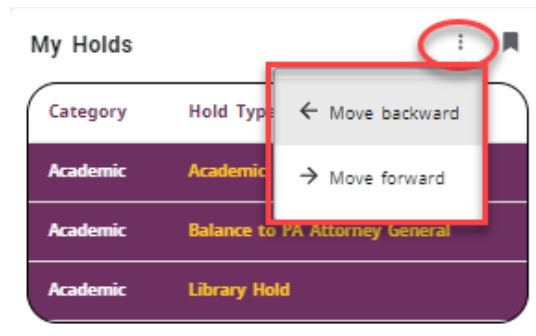 My Holds
Category Hold Typ
← Move backward
Academic Academic
→ Move forward
Academic Balance to PA Attorney General
Academic Library Hold